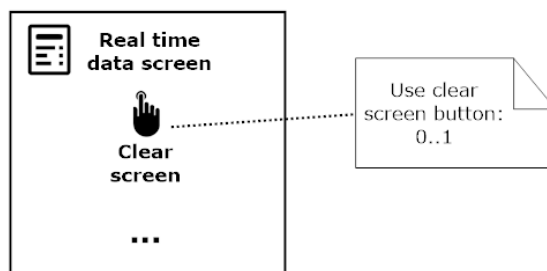 Real time
data screen
Clear
screen
...
Use clear
screen button:
0..1